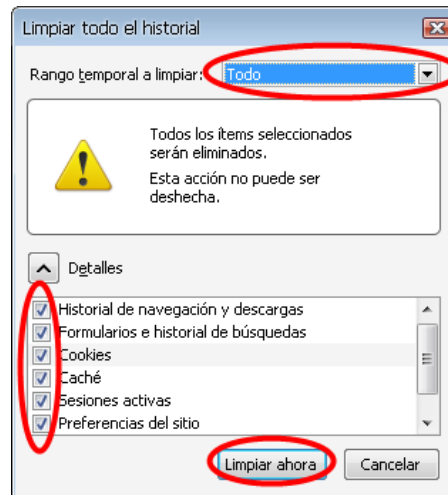 Limpiar todo el historial
Rango temporal a limpiar: Todo
Todos los ítems seleccionados
serán eliminados.
Esta acción no puede ser
deshecha.
Detalles
Historial de navegación y descargas
Formularios e historial de búsquedas
Cookies
Caché
Sesiones activas
Preferencias del sitio
Limpiar ahora Cancelar